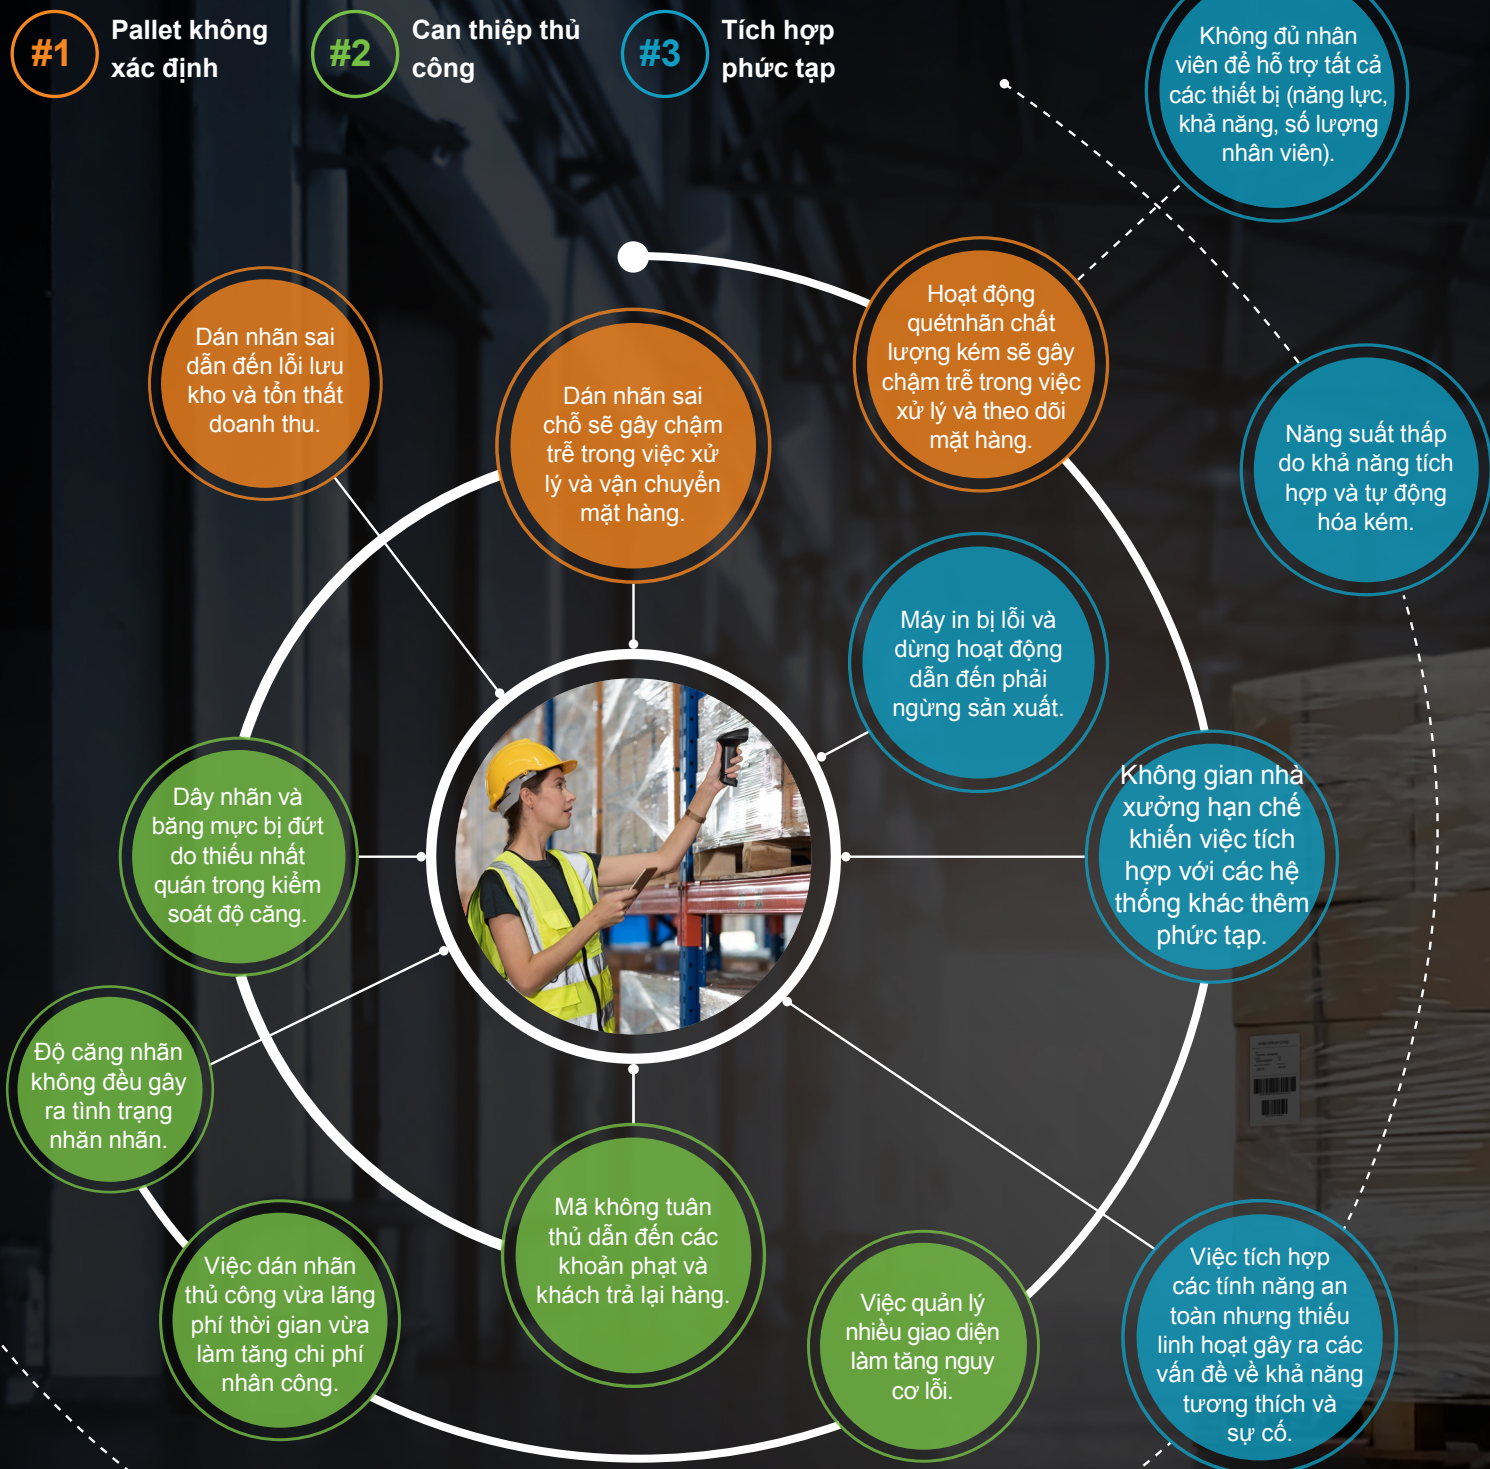 #1
Pallet không
xác định
#2
Can thiệp thủ
công
#3
Tích hợp
phức tạp
Không đủ nhân
viên để hỗ trợ tất cả
các thiết bị (năng lực,
khả năng, số lượng
nhân viên).
Hoạt động
quétnhãn chất
lượng kém sẽ gây
chậm trễ trong việc
xử lý và theo dõi
mặt hàng.
Dán nhãn sai
dẫn đến lỗi lưu
kho và tổn thất
doanh thu.
Dán nhãn sai
chỗ sẽ gây chậm
trễ trong việc xử
lý và vận chuyển
mặt hàng.
Năng suất thấp
do khả năng tích
hợp và tự động
hóa kém.
Máy in bị lỗi và
dừng hoạt động
dẫn đến phải
ngừng sản xuất.
Dây nhãn và
băng mực bị đứt
do thiếu nhất
quán trong kiểm
soát độ căng.
Không gian nhà
xưởng hạn chế
khiến việc tích
hợp với các hệ
thống khác thêm
phức tạp.
Độ căng nhãn
không đều gây
ra tình trạng
nhăn nhãn.
Mã không tuân
thủ dẫn đến các
khoản phạt và
khách trả lại hàng.
Việc dán nhãn
thủ công vừa lãng
phí thời gian vừa
làm tăng chi phí
nhân công.
Việc quản lý
nhiều giao diện
làm tăng nguy
cơ lỗi.
Việc tích hợp
các tính năng an
toàn nhưng thiếu
linh hoạt gây ra các
vấn đề về khả năng
tương thích và
sự cố.